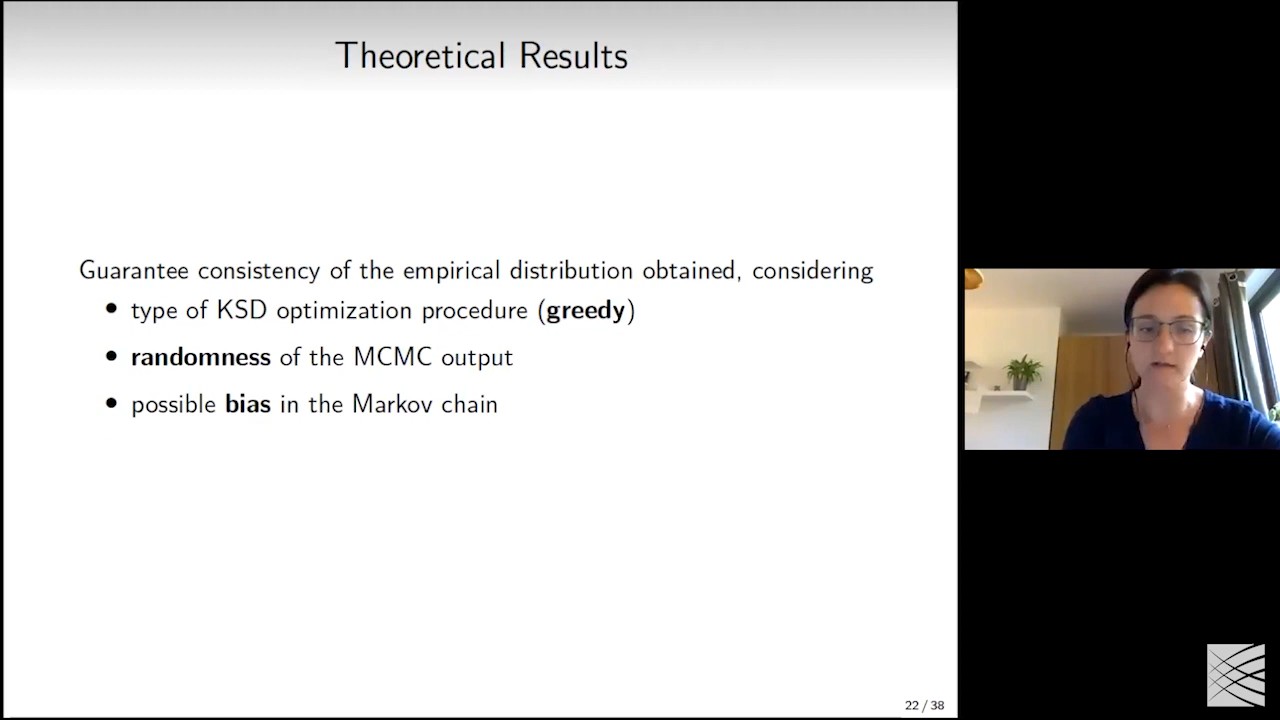 Theoretical Results
Guarantee consistency of the empirical distribution obtained, considering
• type of KSD optimization procedure (greedy)
• randomness of the MCMC output
• possible bias in the Markov chain
22 / 38